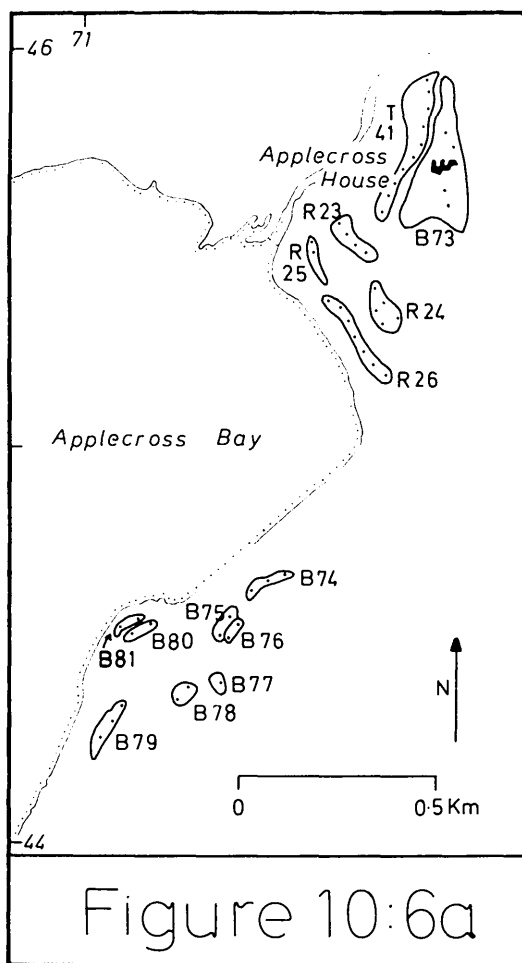 71
46
T
41
Applecross
House
B73
R23
R
25
R24
R26
Applecross Bay
B74
B75
B76
B81
B80
B77
B78
B79
N
0
0·5 Km
44
Figure 10:6a